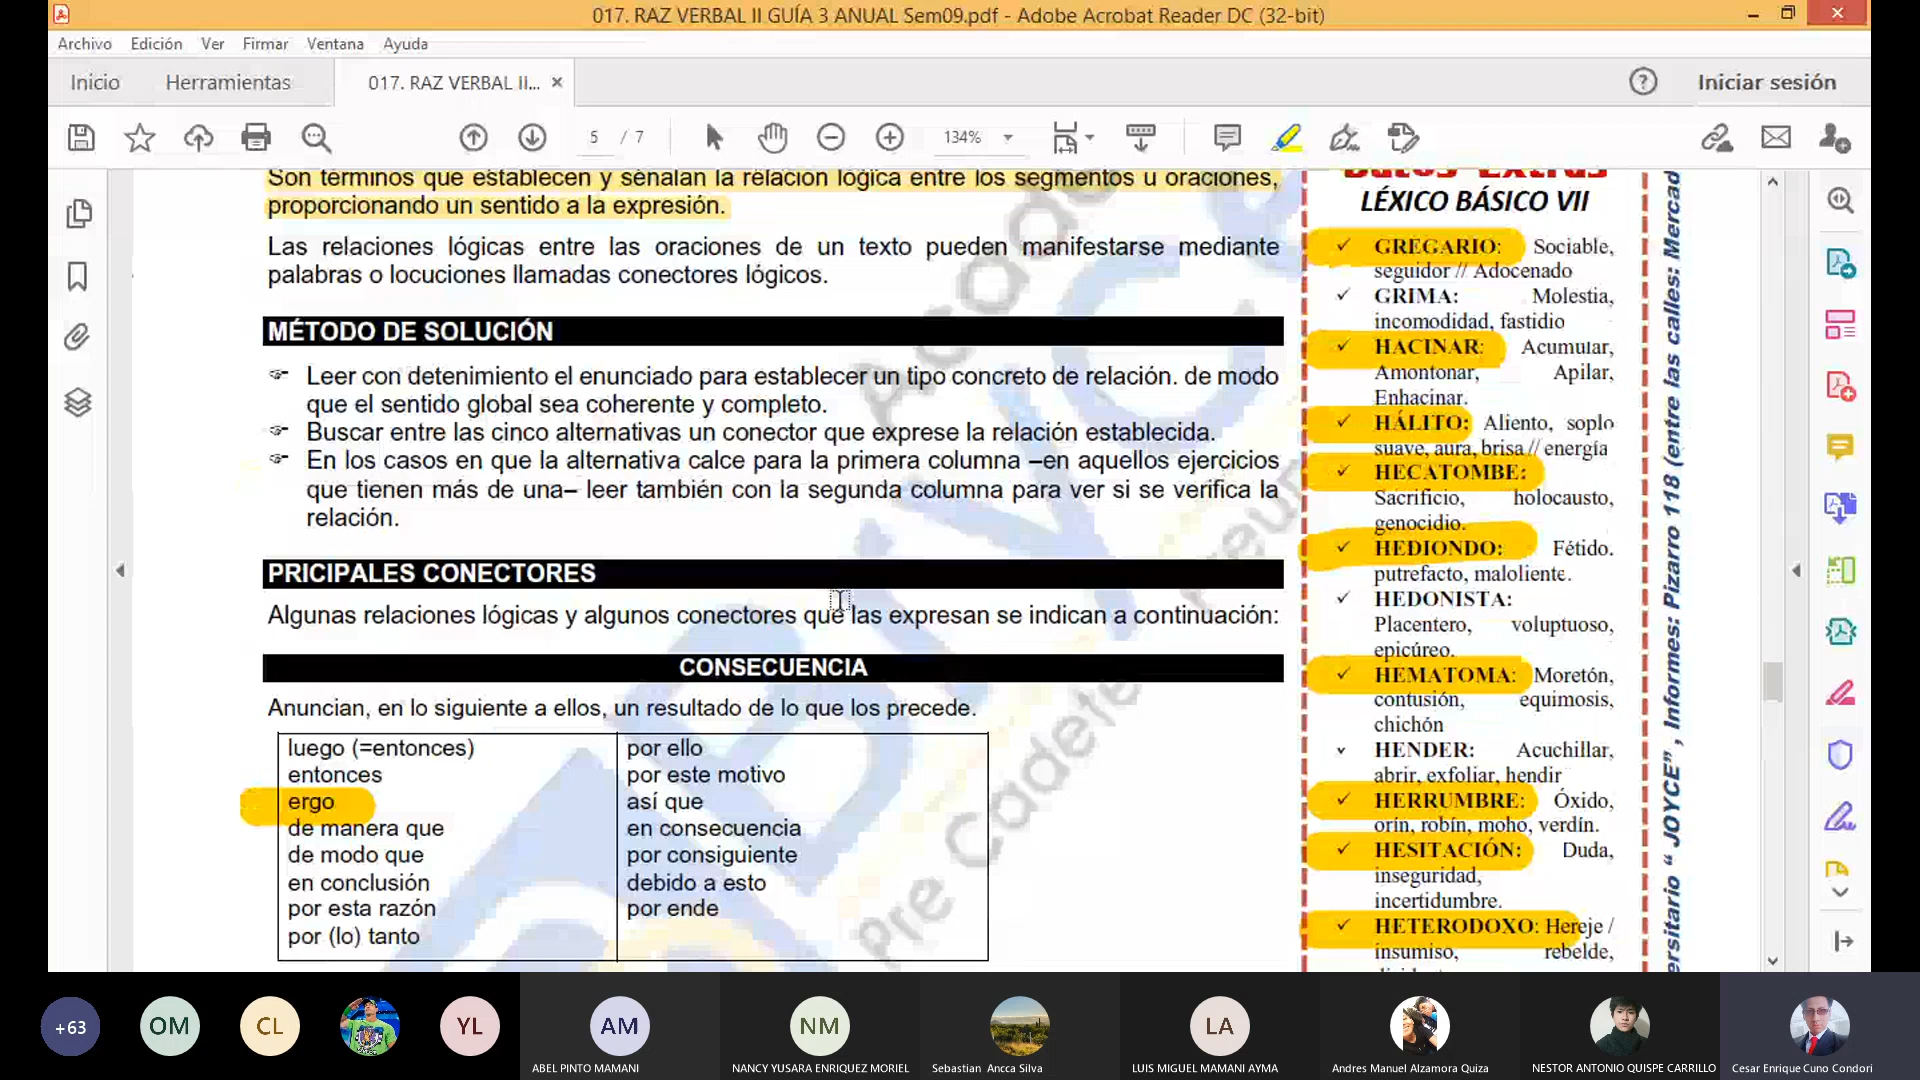 017. RAZ VERBAL II GUÍA 3 ANUAL Sem09.pdf - Adobe Acrobat Reader DC (32-bit)
Archivo Edición Ver Firmar Ventana Ayuda
Inicio Herramientas 017. RAZ VERBAL II... × Iniciar sesión
5 / 7 134%
Son términos que establecen y señalan la relación lógica entre los segmentos u oraciones,
proporcionando un sentido a la expresión.
Las relaciones lógicas entre las oraciones de un texto pueden manifestarse mediante
palabras o locuciones llamadas conectores lógicos.
MÉTODO DE SOLUCIÓN
Leer con detenimiento el enunciado para establecer un tipo concreto de relación. de modo
que el sentido global sea coherente y completo.
Buscar entre las cinco alternativas un conector que exprese la relación establecida.
En los casos en que la alternativa calce para la primera columna –en aquellos ejercicios
que tienen más de una– leer también con la segunda columna para ver si se verifica la
relación.
PRICIPALES CONECTORES
Algunas relaciones lógicas y algunos conectores que las expresan se indican a continuación:
CONSECUENCIA
Anuncian, en lo siguiente a ellos, un resultado de lo que los precede.
luego (=entonces)
entonces
ergo
de manera que
de modo que
en conclusión
por esta razón
por (lo) tanto
por ello
por este motivo
así que
en consecuencia
por consiguiente
debido a esto
por ende
Datos Extras
LÉXICO BÁSICO VII
✓ GREGARIO: Sociable,
seguidor // Adocenado
✓ GRIMA: Molestia,
incomodidad, fastidio
✓ HACINAR: Acumular,
Amontonar, Apilar,
Enhacinar.
✓ HÁLITO: Aliento, soplo
suave, aura, brisa // energía
✓ HECATOMBE:
Sacrificio, holocausto,
genocidio.
✓ HEDIONDO: Fétido.
putrefacto, maloliente.
✓ HEDONISTA:
Placentero, voluptuoso,
epicúreo.
✓ HEMATOMA: Moretón,
contusión, equimosis,
chichón
✓ HENDER: Acuchillar,
abrir, exfoliar, hendir
✓ HERRUMBRE: Óxido,
orín, robín, moho, verdín.
✓ HESITACIÓN: Duda,
inseguridad,
incertidumbre.
✓ HETERODOXO: Hereje /
insumiso, rebelde,
ersitario “ JOYCE” , Informes: Pizarro 118 (entre las calles: Mercad
Pre Cadete
+63 OM CL YL AM NM LA
ABEL PINTO MAMANI
NANCY YUSARA ENRIQUEZ MORIEL
Sebastian Ancca Silva
LUIS MIGUEL MAMANI AYMA
Andres Manuel Alzamora Quiza
NESTOR ANTONIO QUISPE CARRILLO
Cesar Enrique Cuno Condori